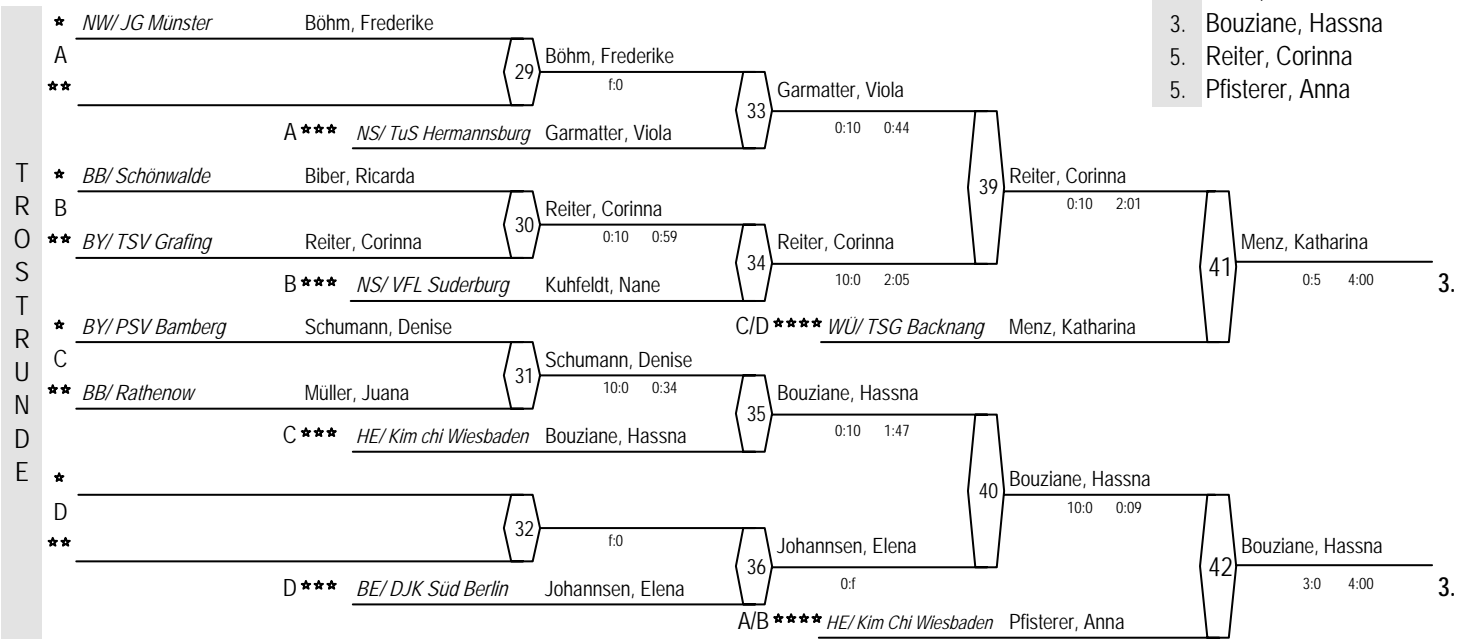 3. Bouziane, Hassna
5. Reiter, Corinna
5. Pfisterer, Anna
TROSTRUNDE
* NW/ JG Münster Böhm, Frederike
A
**
29 Böhm, Frederike
f:0
A *** NS/ TuS Hermannsburg Garmatter, Viola
33 Garmatter, Viola
0:10 0:44
* BB/ Schönwalde Biber, Ricarda
B
** BY/ TSV Grafing Reiter, Corinna
30 Reiter, Corinna
0:10 0:59
B *** NS/ VFL Suderburg Kuhfeldt, Nane
34 Reiter, Corinna
10:0 2:05
39 Reiter, Corinna
0:10 2:01
C/D **** WÜ/ TSG Backnang Menz, Katharina
41 Menz, Katharina
0:5 4:00 3.
* BY/ PSV Bamberg Schumann, Denise
C
** BB/ Rathenow Müller, Juana
31 Schumann, Denise
10:0 0:34
C *** HE/ Kim chi Wiesbaden Bouziane, Hassna
35 Bouziane, Hassna
0:10 1:47
*
D
**
32
f:0
D *** BE/ DJK Süd Berlin Johannsen, Elena
36 Johannsen, Elena
0:f
40 Bouziane, Hassna
10:0 0:09
A/B **** HE/ Kim Chi Wiesbaden Pfisterer, Anna
42 Bouziane, Hassna
3:0 4:00 3.